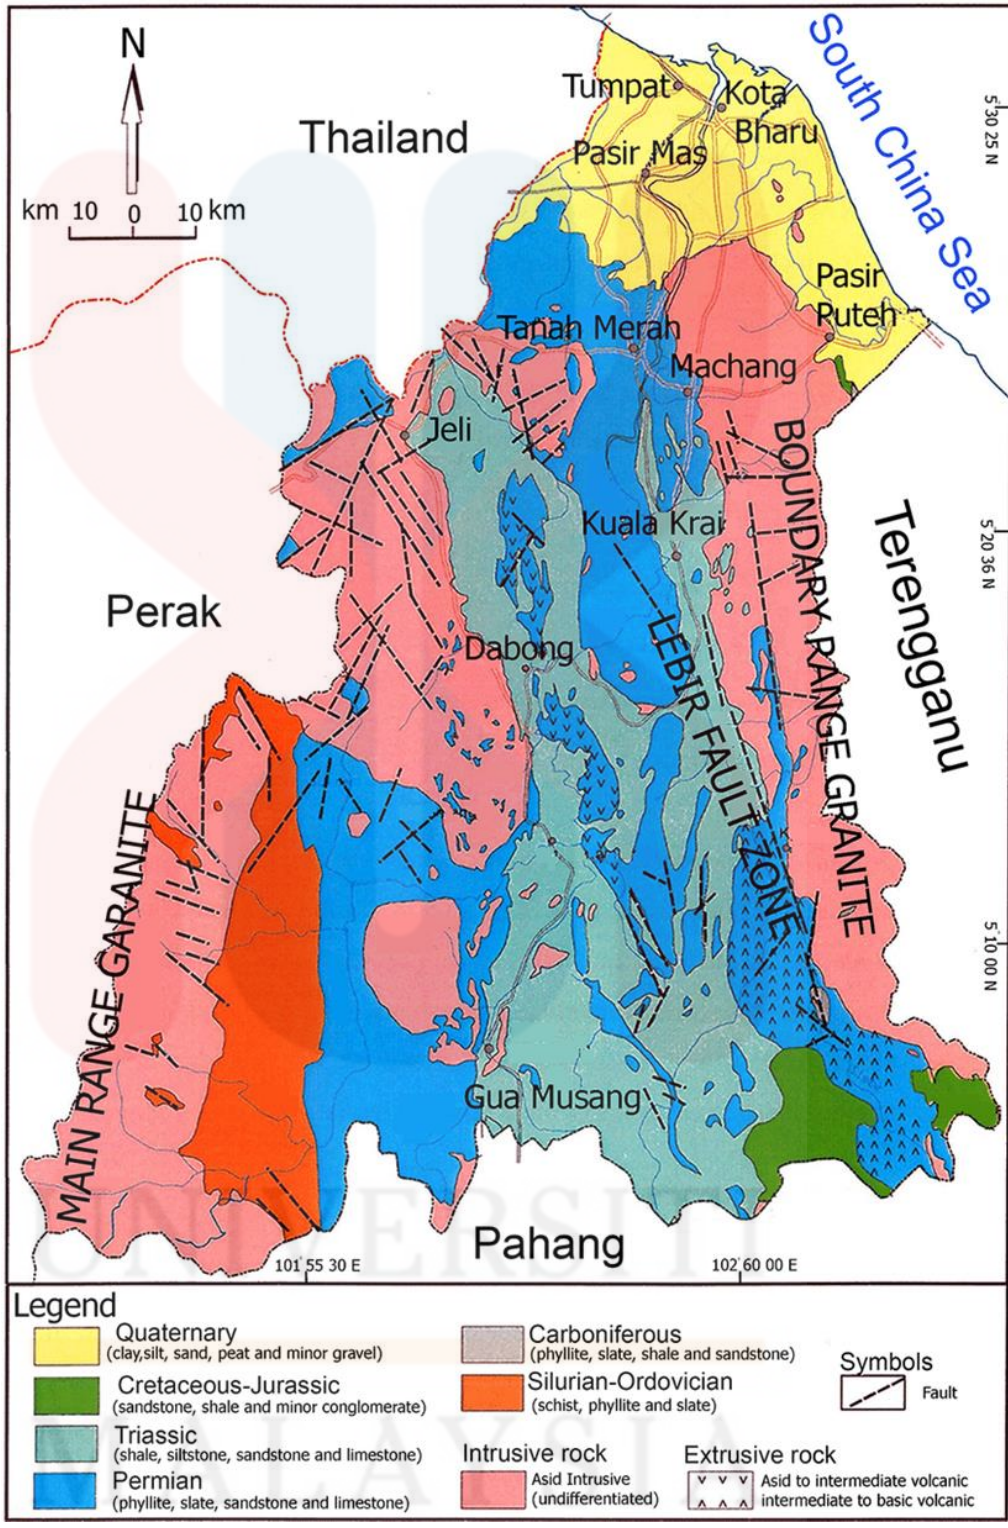 N
km 10 0 10 km
Thailand
South China Sea
Tumpat
Kota
Bharu
Pasir Mas
5°30 25 N
Pasir
Puteh
Tanah Merah
Machang
Jeli
Kuala Krai
5°20 36 N
Perak
Terengganu
Dabong
BOUNDARY RANGE GRANITE
LEBIR FAULT ZONE
MAIN RANGE GARANITE
5°10 00 N
Gua Musang
Pahang
101°55 30 E
102°60 00 E
UNIVERSITI
MALAYSIA
Legend
Quaternary
(clay,silt, sand, peat and minor gravel)
Cretaceous-Jurassic
(sandstone, shale and minor conglomerate)
Triassic
(shale, siltstone, sandstone and limestone)
Permian
(phyllite, slate, sandstone and limestone)
Carboniferous
(phyllite, slate, shale and sandstone)
Silurian-Ordovician
(schist, phyllite and slate)
Intrusive rock
Asid Intrusive
(undifferentiated)
Symbols
Fault
Extrusive rock
Asid to intermediate volcanic
intermediate to basic volcanic